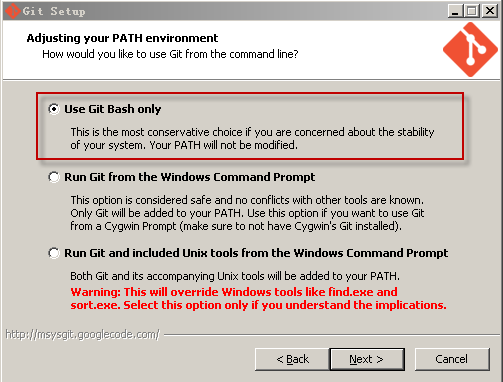 Git Setup
Adjusting your PATH environment
How would you like to use Git from the command line?
Use Git Bash only
This is the most conservative choice if you are concerned about the stability
of your system. Your PATH will not be modified.
Run Git from the Windows Command Prompt
This option is considered safe and no conflicts with other tools are known.
Only Git will be added to your PATH. Use this option if you want to use Git
from a Cygwin Prompt (make sure to not have Cygwin's Git installed).
Run Git and included Unix tools from the Windows Command Prompt
Both Git and its accompanying Unix tools will be added to your PATH.
Warning: This will override Windows tools like find.exe and
sort.exe. Select this option only if you understand the implications.
http://msysgit.googlecode.com/
< Back Next > Cancel